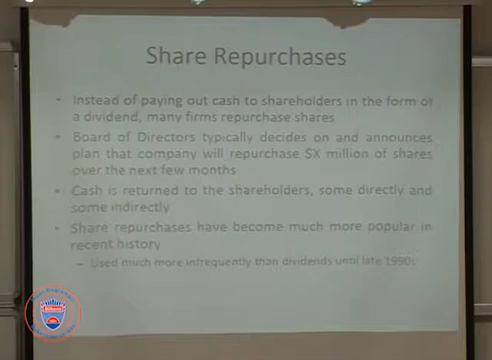 Share Repurchases
• Instead of paying out cash to shareholders in the form of
a dividend, many firms repurchase shares
• Board of Directors typically decides on and announces
plan that company will repurchase $X million of shares
over the next few months
• Cash is returned to the shareholders, some directly and
some indirectly
• Share repurchases have become much more popular in
recent history
– Used much more infrequently than dividends until late 1990s